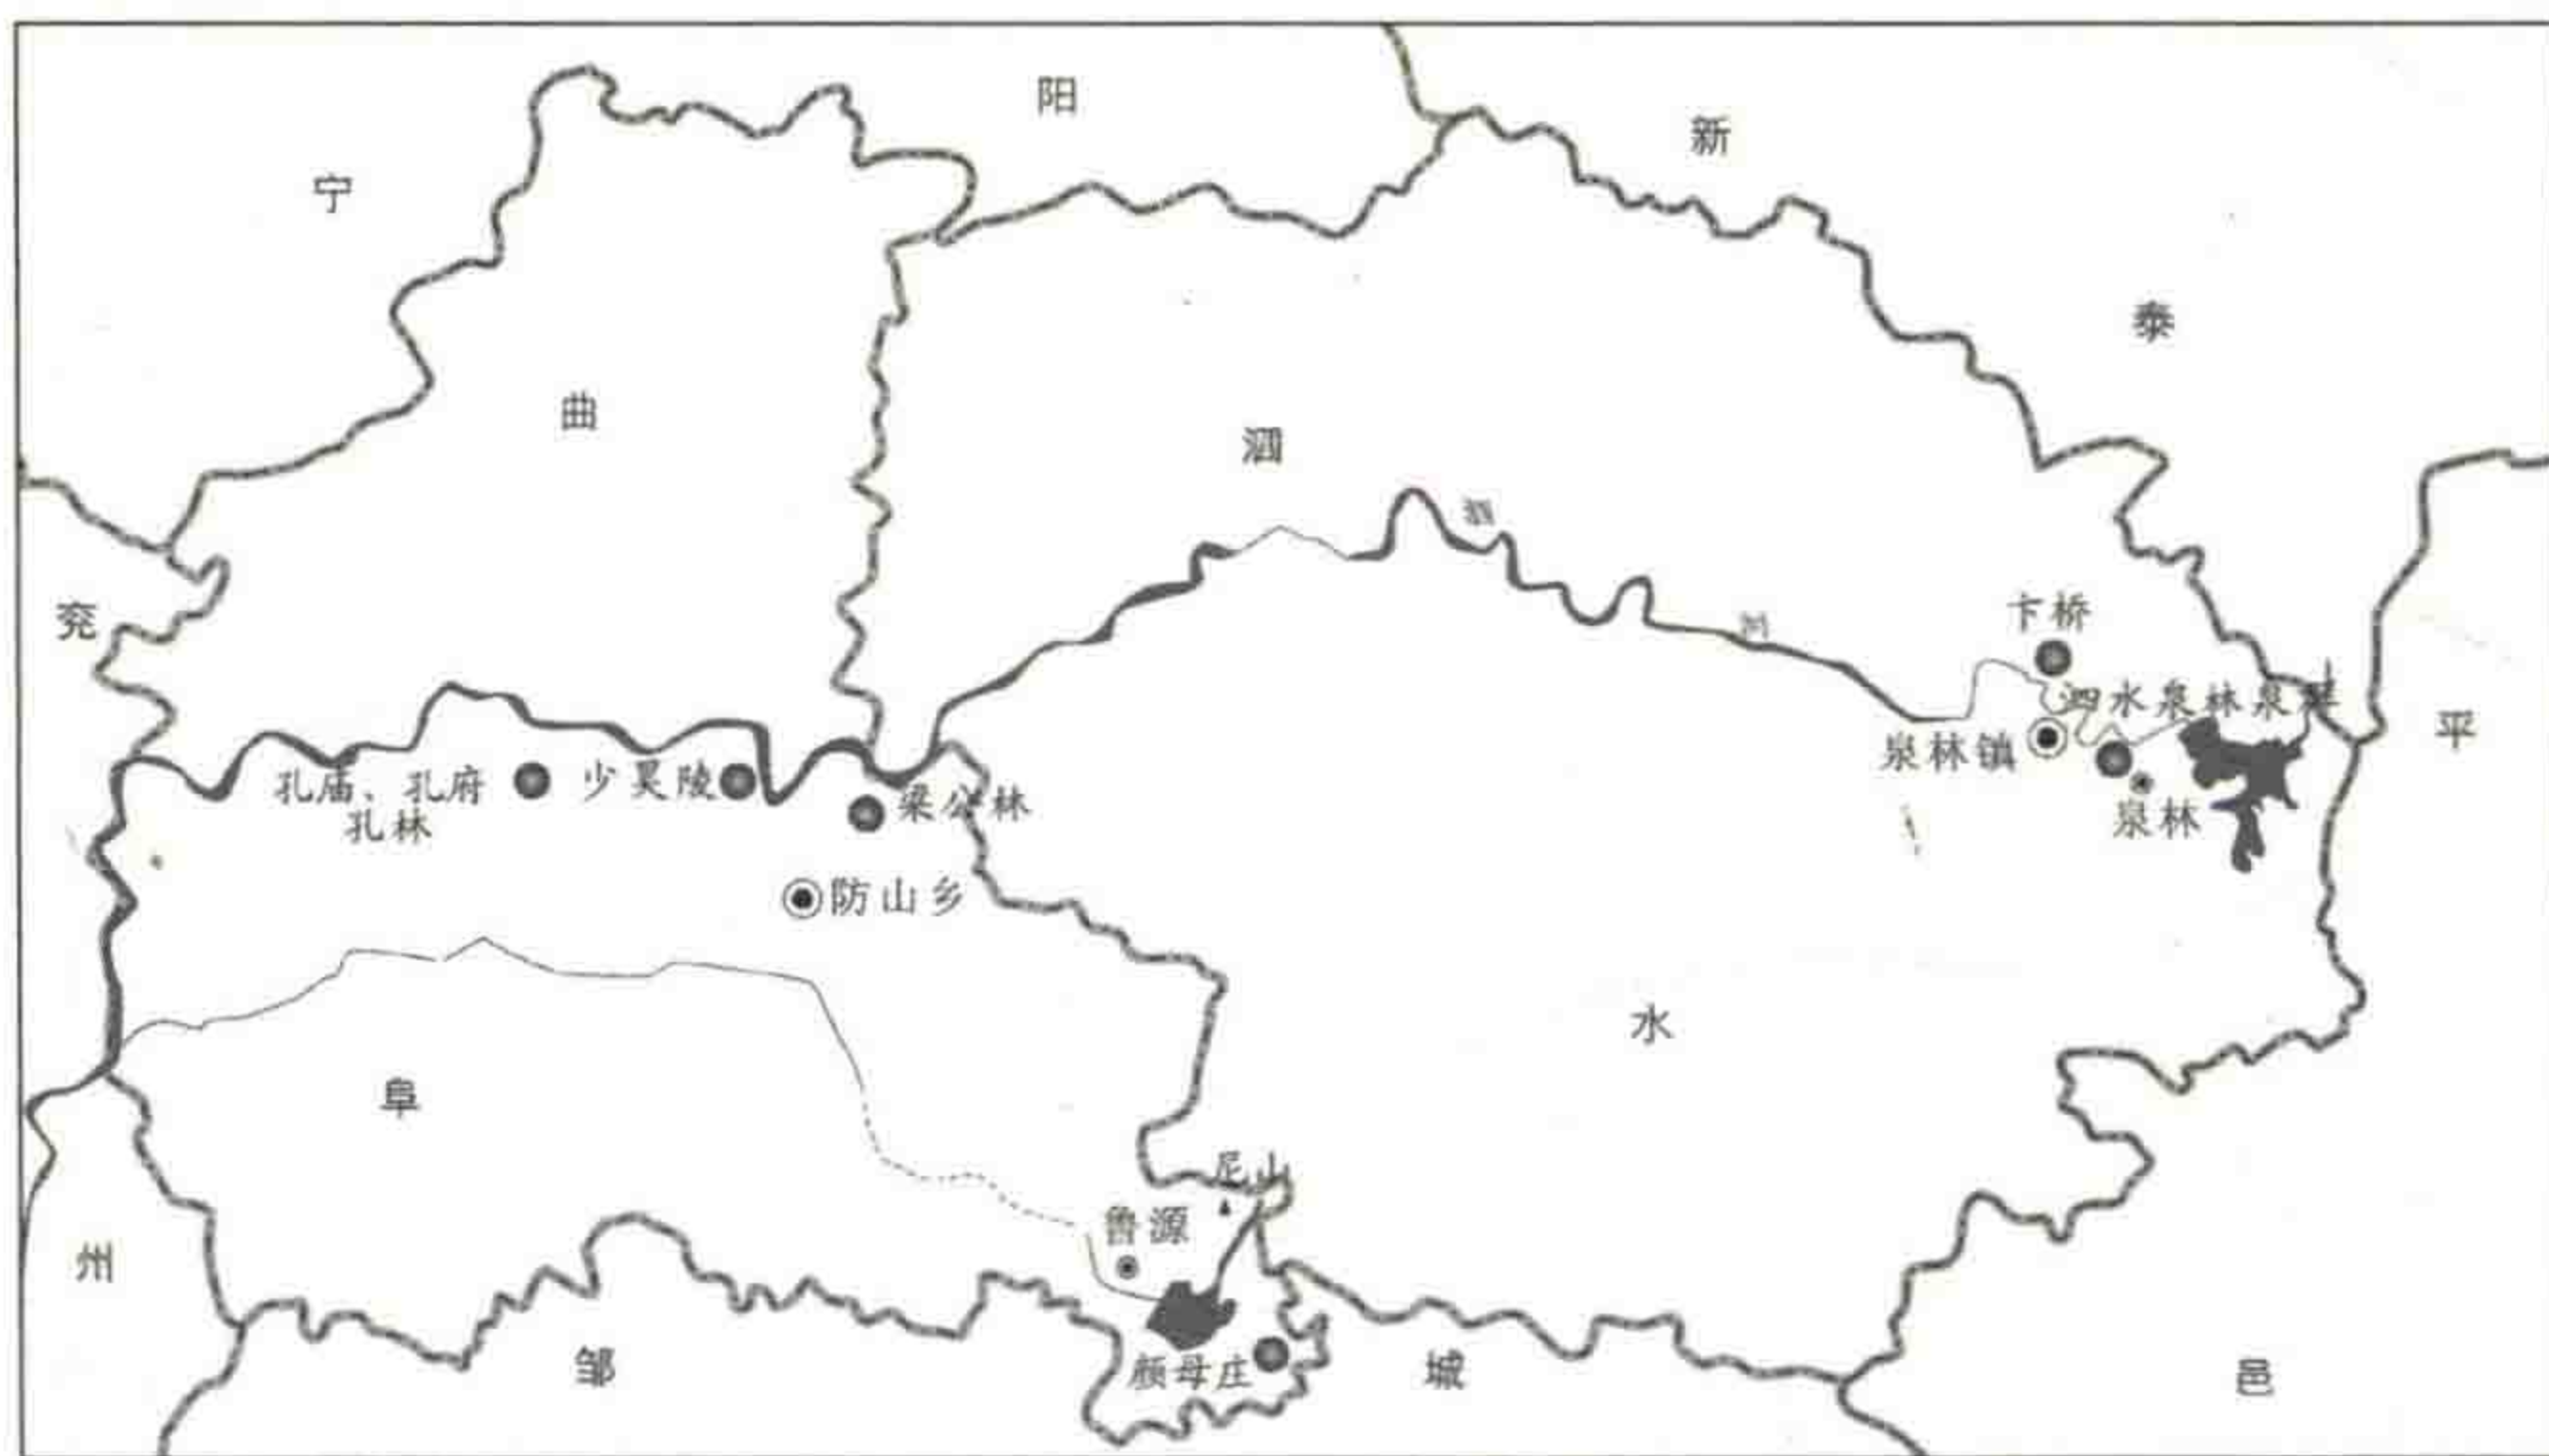 阳
新
宁
泰
曲
泗
泗
河
兖
卞桥
泗水泉林泉群
平
泉林镇
孔庙、孔府
孔林
少昊陵
梁公林
泉林
防山乡
水
阜
尼山
鲁源
州
邹
颜母庄
城
邑